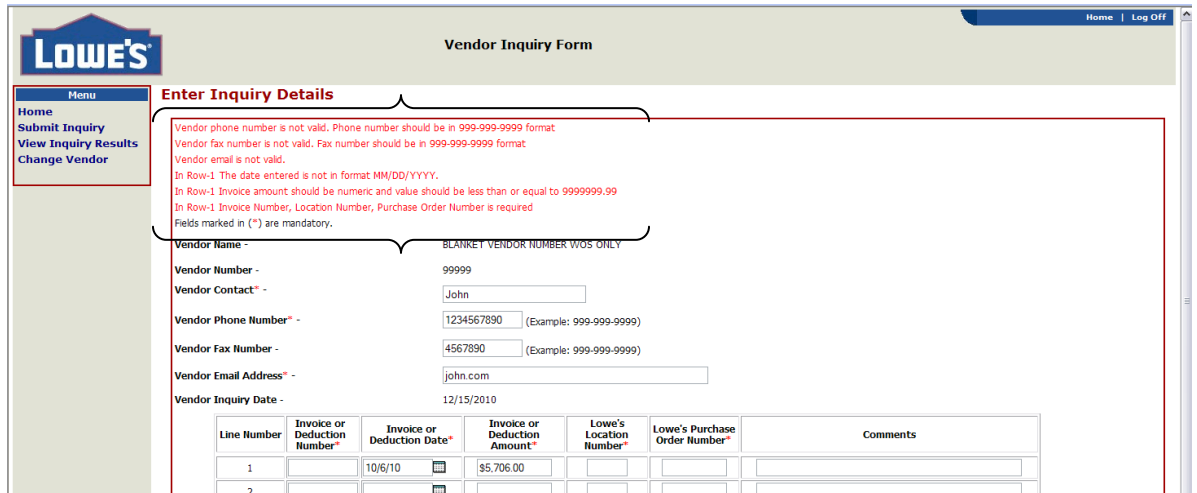 Home | Log Off
LOWE'S
Vendor Inquiry Form
Menu
Home
Submit Inquiry
View Inquiry Results
Change Vendor
Enter Inquiry Details
Vendor phone number is not valid. Phone number should be in 999-999-9999 format
Vendor fax number is not valid. Fax number should be in 999-999-9999 format
Vendor email is not valid.
In Row-1 The date entered is not in format MM/DD/YYYY.
In Row-1 Invoice amount should be numeric and value should be less than or equal to 9999999.99
In Row-1 Invoice Number, Location Number, Purchase Order Number is required
Fields marked in (*) are mandatory.
Vendor Name - BLANKET VENDOR NUMBER WOS ONLY
Vendor Number - 99999
Vendor Contact* - John
Vendor Phone Number* - 1234567890 (Example: 999-999-9999)
Vendor Fax Number - 4567890 (Example: 999-999-9999)
Vendor Email Address* - john.com
Vendor Inquiry Date - 12/15/2010
Line Number Invoice or Deduction Number* Invoice or Deduction Date* Invoice or Deduction Amount* Lowe's Location Number* Lowe's Purchase Order Number* Comments
1 10/6/10 $5,706.00
2